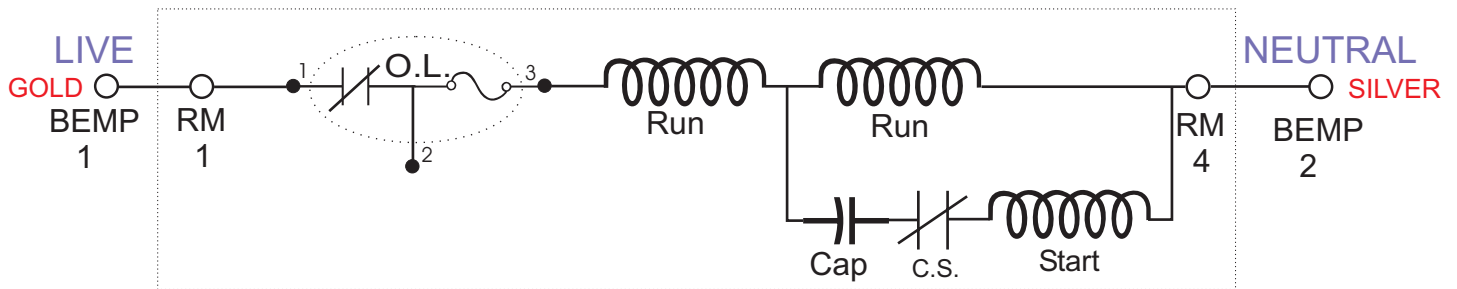 LIVE
GOLD
BEMP
1
RM
1
1
O.L.
2
3
Run
Run
Cap
C.S.
Start
RM
4
NEUTRAL
SILVER
BEMP
2